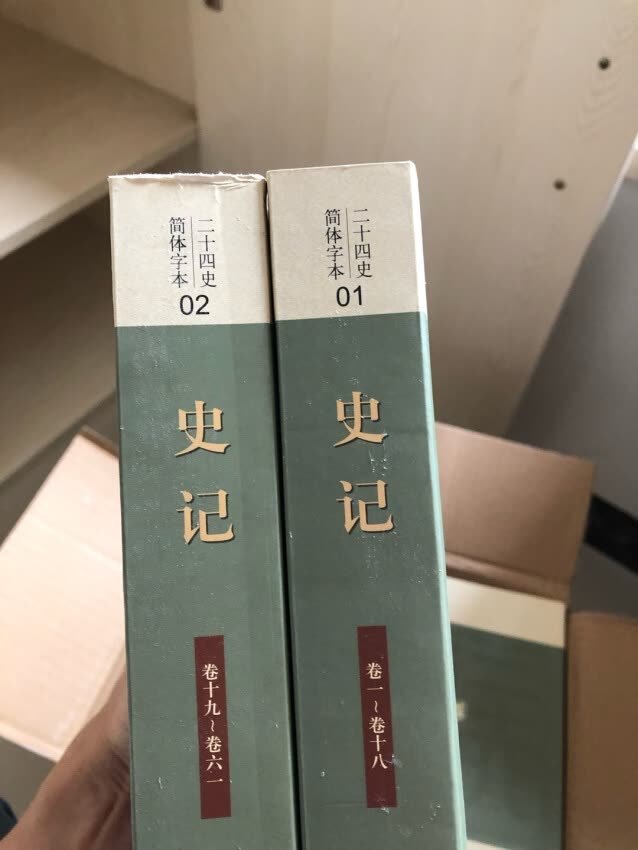 二十四史
简体字本
02
史记
卷十九~卷六一
二十四史
简体字本
01
史记
卷一~卷十八